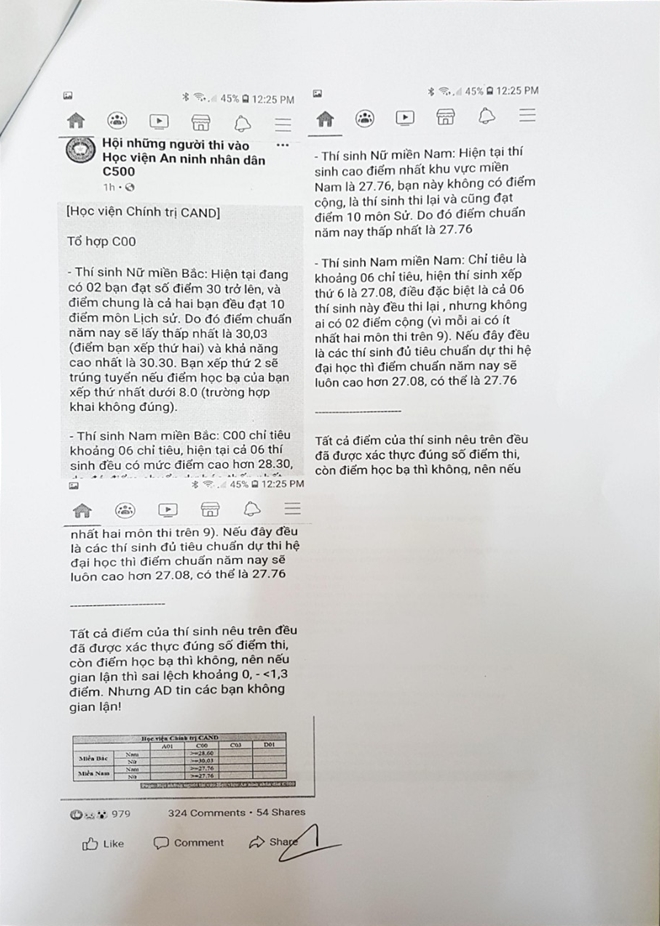 45% 12:25 PM
Hội những người thi vào
Học viện An ninh nhân dân
C500
1h
[Học viện Chính trị CAND]
Tổ hợp C00
- Thí sinh Nữ miền Bắc: Hiện tại đang
có 02 bạn đạt số điểm 30 trở lên, và
điểm chung là cả hai bạn đều đạt 10
điểm môn Lịch sử. Do đó điểm chuẩn
năm nay sẽ lấy thấp nhất là 30,03
(điểm bạn xếp thứ hai) và khả năng
cao nhất là 30.30. Bạn xếp thứ 2 sẽ
trúng tuyển nếu điểm học bạ của bạn
xếp thứ nhất dưới 8.0 (trường hợp
khai không đúng).
- Thí sinh Nam miền Bắc: C00 chỉ tiêu
khoảng 06 chỉ tiêu, hiện tại cả 06 thí
sinh đều có mức điểm cao hơn 28.30,
45% 12:25 PM
- Thí sinh Nữ miền Nam: Hiện tại thí
sinh cao điểm nhất khu vực miền
Nam là 27.76, bạn này không có điểm
cộng, là thí sinh thi lại và cũng đạt
điểm 10 môn Sử. Do đó điểm chuẩn
năm nay thấp nhất là 27.76
- Thí sinh Nam miền Nam: Chỉ tiêu là
khoảng 06 chỉ tiêu, hiện thí sinh xếp
thứ 6 là 27.08, điều đặc biệt là cả 06
thí sinh này đều thi lại , nhưng không
ai có 02 điểm cộng (vì mỗi ai có ít
nhất hai môn thi trên 9). Nếu đây đều
là các thí sinh đủ tiêu chuẩn dự thi hệ
đại học thì điểm chuẩn năm nay sẽ
luôn cao hơn 27.08, có thể là 27.76
-------------------------
Tất cả điểm của thí sinh nêu trên đều
đã được xác thực đúng số điểm thi,
còn điểm học bạ thì không, nên nếu
45% 12:25 PM
nhất hai môn thi trên 9). Nếu đây đều
là các thí sinh đủ tiêu chuẩn dự thi hệ
đại học thì điểm chuẩn năm nay sẽ
luôn cao hơn 27.08, có thể là 27.76
-------------------------
Tất cả điểm của thí sinh nêu trên đều
đã được xác thực đúng số điểm thi,
còn điểm học bạ thì không, nên nếu
gian lận thì sai lệch khoảng 0, - <1,3
điểm. Nhưng AD tin các bạn không
gian lận!
Học viện Chính trị CAND
A01 C00 C03 D01
Miền Bắc Nam >=28.60
Nữ >=30,03
Miền Nam Nam >=27,76
Nữ >=27.76
979 324 Comments · 54 Shares
Like Comment Share